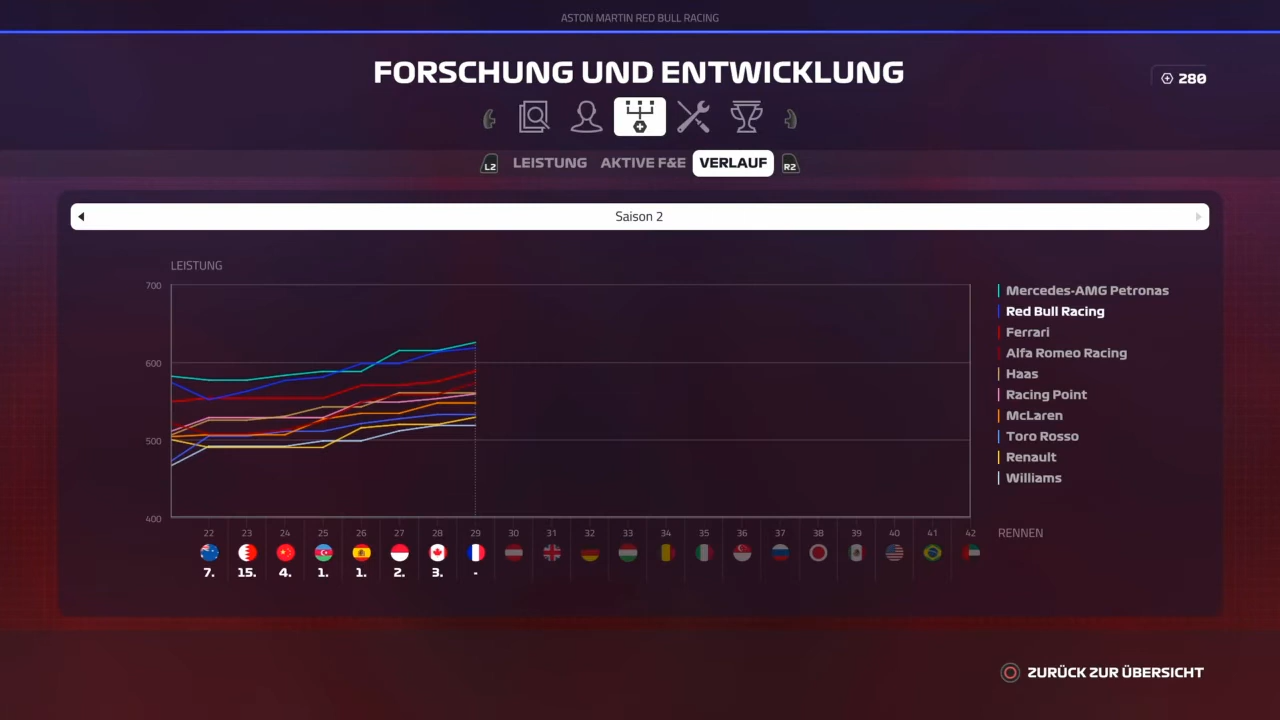 ASTON MARTIN RED BULL RACING
FORSCHUNG UND ENTWICKLUNG
280
L2 LEISTUNG AKTIVE F&E VERLAUF R2
Saison 2
LEISTUNG
700
600
500
400
Mercedes-AMG Petronas
Red Bull Racing
Ferrari
Alfa Romeo Racing
Haas
Racing Point
McLaren
Toro Rosso
Renault
Williams
22 23 24 25 26 27 28 29 30 31 32 33 34 35 36 37 38 39 40 41 42 RENNEN
7. 15. 4. 1. 1. 2. 3. -
ZURÜCK ZUR ÜBERSICHT